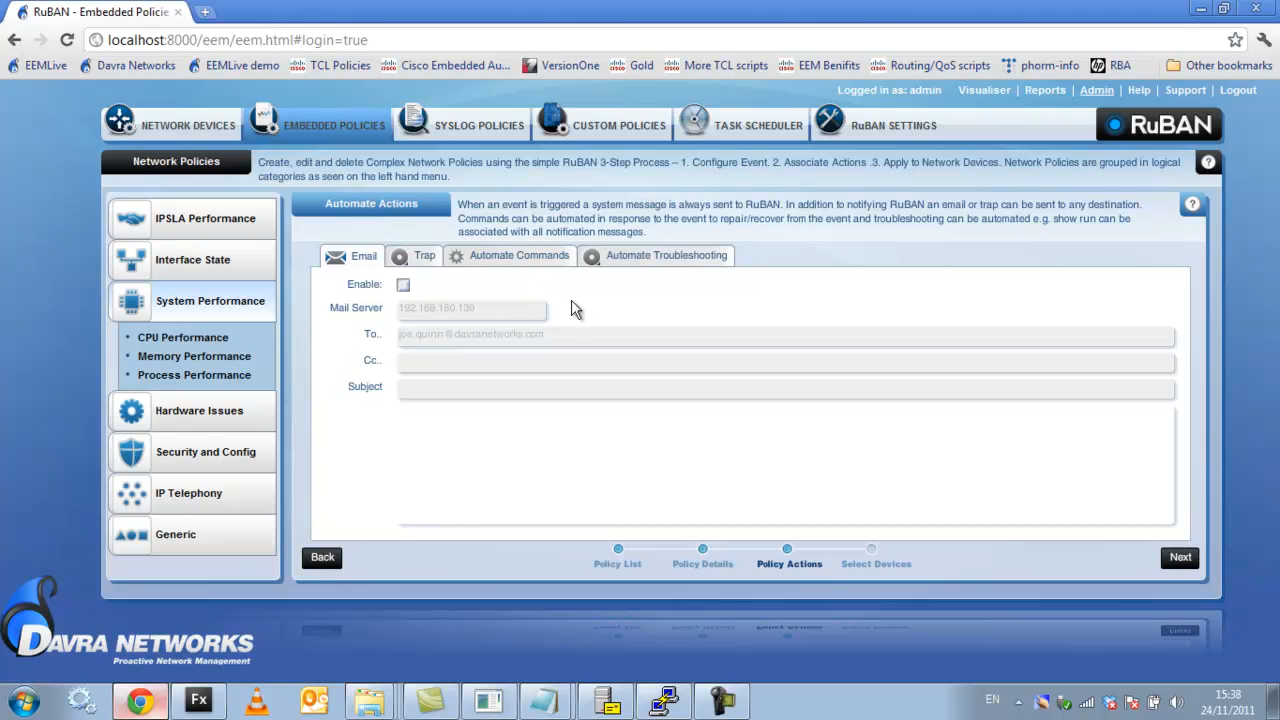 RuBAN - Embedded Policie
localhost:8000/eem/eem.html#login=true
EEMLive
Davra Networks
EEMLive demo
TCL Policies
Cisco Embedded Au...
VersionOne
Gold
More TCL scripts
EEM Benifits
Routing/QoS scripts
phorm-info
RBA
Other bookmarks
Logged in as: admin
Visualiser | Reports | Admin | Help | Support | Logout
NETWORK DEVICES
EMBEDDED POLICIES
SYSLOG POLICIES
CUSTOM POLICIES
TASK SCHEDULER
RuBAN SETTINGS
RuBAN
Network Policies
Create, edit and delete Complex Network Policies using the simple RuBAN 3-Step Process – 1. Configure Event. 2. Associate Actions .3. Apply to Network Devices. Network Policies are grouped in logical
categories as seen on the left hand menu.
?
IPSLA Performance
Interface State
System Performance
• CPU Performance
• Memory Performance
• Process Performance
Hardware Issues
Security and Config
IP Telephony
Generic
Automate Actions
When an event is triggered a system message is always sent to RuBAN. In addition to notifying RuBAN an email or trap can be sent to any destination.
Commands can be automated in response to the event to repair/recover from the event and troubleshooting can be automated e.g. show run can be
associated with all notification messages.
?
Email
Trap
Automate Commands
Automate Troubleshooting
Enable:
Mail Server
192.168.180.139
To..
joe.quinn@davranetworks.com
Cc..
Subject
Back
Policy List
Policy Details
Policy Actions
Select Devices
Next
DAVRA NETWORKS
Proactive Network Management
Fx
EN
15:38
24/11/2011